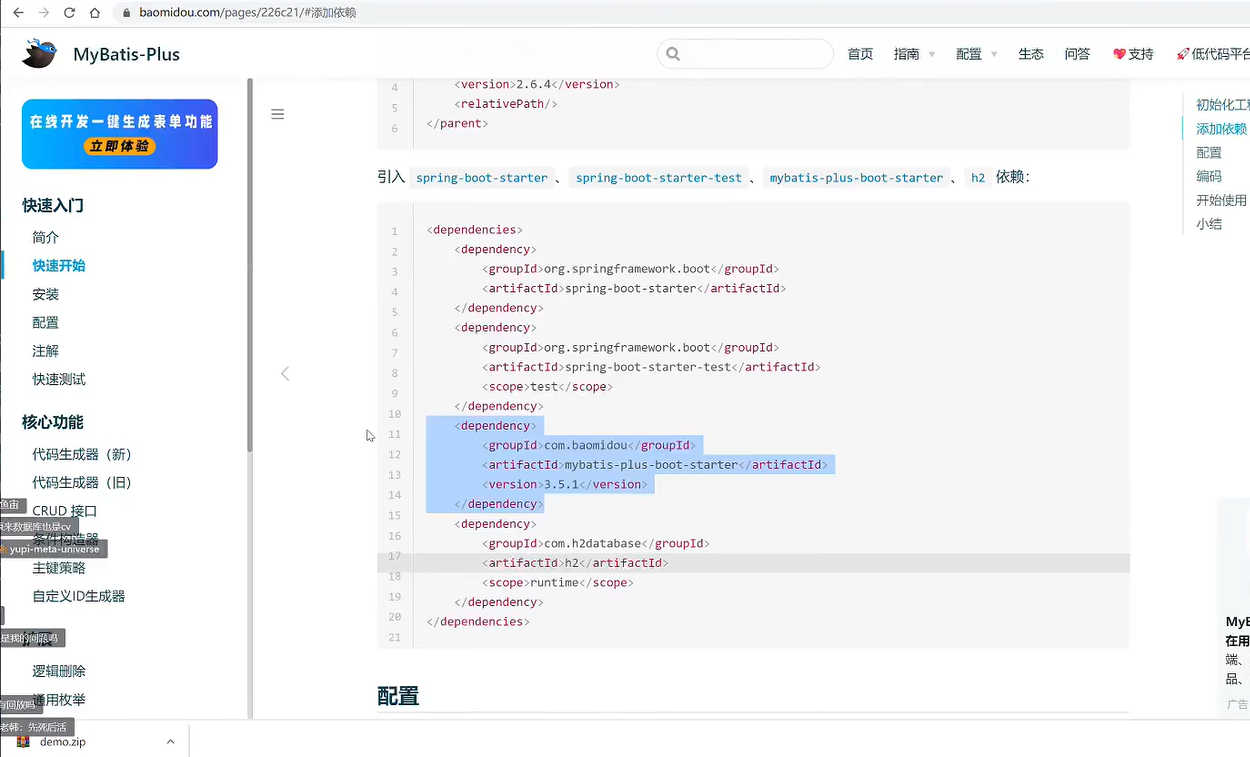 baomidou.com/pages/226c21/#添加依赖
MyBatis-Plus
首页 指南 配置 生态 问答 支持 低代码平台
在线开发一键生成表单功能
立即体验
快速入门
简介
快速开始
安装
配置
注解
快速测试
核心功能
代码生成器（新）
代码生成器（旧）
CRUD 接口
条件构造器
主键策略
自定义ID生成器
扩展
逻辑删除
通用枚举
鱼宙
原来数据库也是cv
yupi-meta-universe
是我的问题吗
有回放吗
老韩：先死后活
demo.zip
4 <version>2.6.4</version>
5 <relativePath/>
6 </parent>
引入 spring-boot-starter 、 spring-boot-starter-test 、 mybatis-plus-boot-starter 、 h2 依赖：
1 <dependencies>
2 <dependency>
3 <groupId>org.springframework.boot</groupId>
4 <artifactId>spring-boot-starter</artifactId>
5 </dependency>
6 <dependency>
7 <groupId>org.springframework.boot</groupId>
8 <artifactId>spring-boot-starter-test</artifactId>
9 <scope>test</scope>
10 </dependency>
11 <dependency>
12 <groupId>com.baomidou</groupId>
13 <artifactId>mybatis-plus-boot-starter</artifactId>
14 <version>3.5.1</version>
15 </dependency>
16 <dependency>
17 <groupId>com.h2database</groupId>
18 <artifactId>h2</artifactId>
19 <scope>runtime</scope>
20 </dependency>
21 </dependencies>
配置
初始化工程
添加依赖
配置
编码
开始使用
小结
MyB
在用
端、
品、
广告